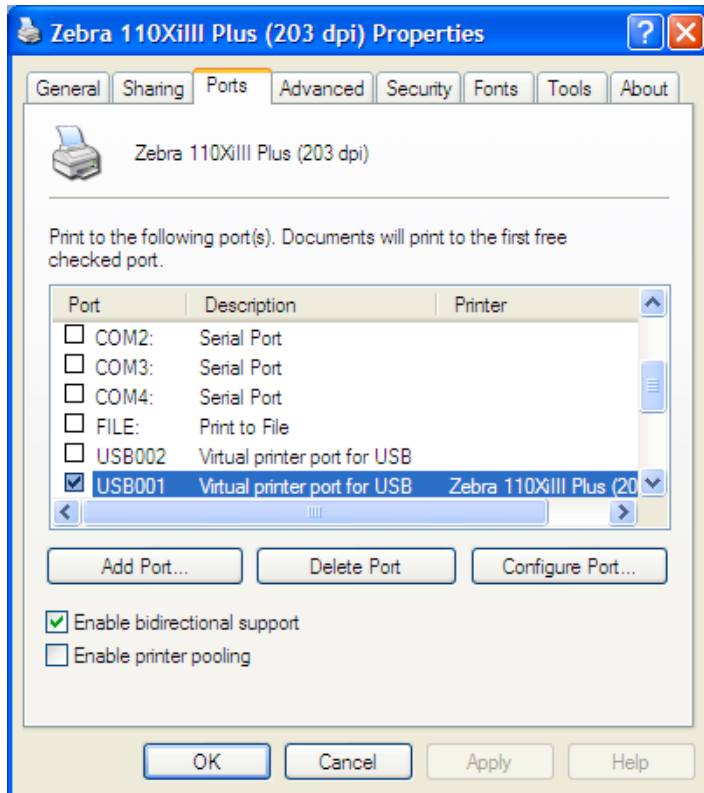 Zebra 110XiIII Plus (203 dpi) Properties
General Sharing Ports Advanced Security Fonts Tools About
Zebra 110XiIII Plus (203 dpi)
Print to the following port(s). Documents will print to the first free
checked port.
Port Description Printer
COM2: Serial Port
COM3: Serial Port
COM4: Serial Port
FILE: Print to File
USB002 Virtual printer port for USB
USB001 Virtual printer port for USB Zebra 110XiIII Plus (20
Add Port... Delete Port Configure Port...
Enable bidirectional support
Enable printer pooling
OK Cancel Apply Help